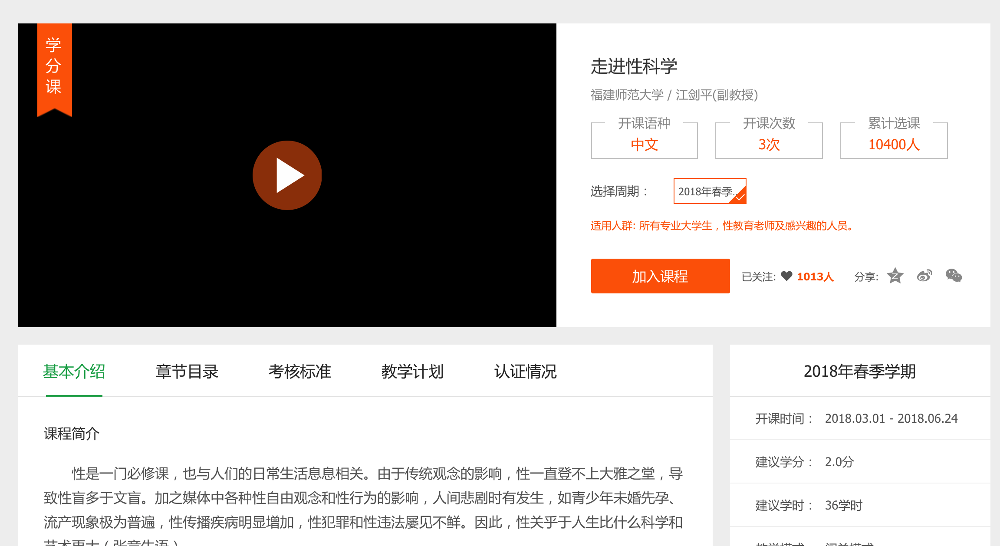 学
分
课
走进性科学
福建师范大学 / 江剑平(副教授)
开课语种 开课次数 累计选课
中文 3次 10400人
选择周期： 2018年春季..
适用人群: 所有专业大学生，性教育老师及感兴趣的人员。
加入课程 已关注: 1013人 分享:
基本介绍 章节目录 考核标准 教学计划 认证情况
课程简介
性是一门必修课，也与人们的日常生活息息相关。由于传统观念的影响，性一直登不上大雅之堂，导
致性盲多于文盲。加之媒体中各种性自由观念和性行为的影响，人间悲剧时有发生，如青少年未婚先孕、
流产现象极为普遍，性传播疾病明显增加，性犯罪和性违法屡见不鲜。因此，性关乎于人生比什么科学和
2018年春季学期
开课时间： 2018.03.01 - 2018.06.24
建议学分： 2.0分
建议学时： 36学时